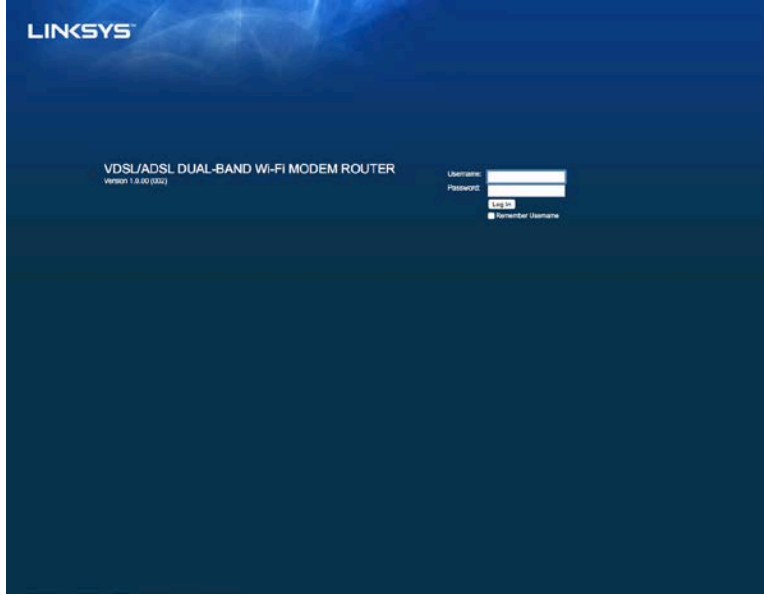 LINKSYS™
VDSL/ADSL DUAL-BAND Wi-Fi MODEM ROUTER
Version 1.0.00 (002)
Username:
Password:
Log in
Remember Username